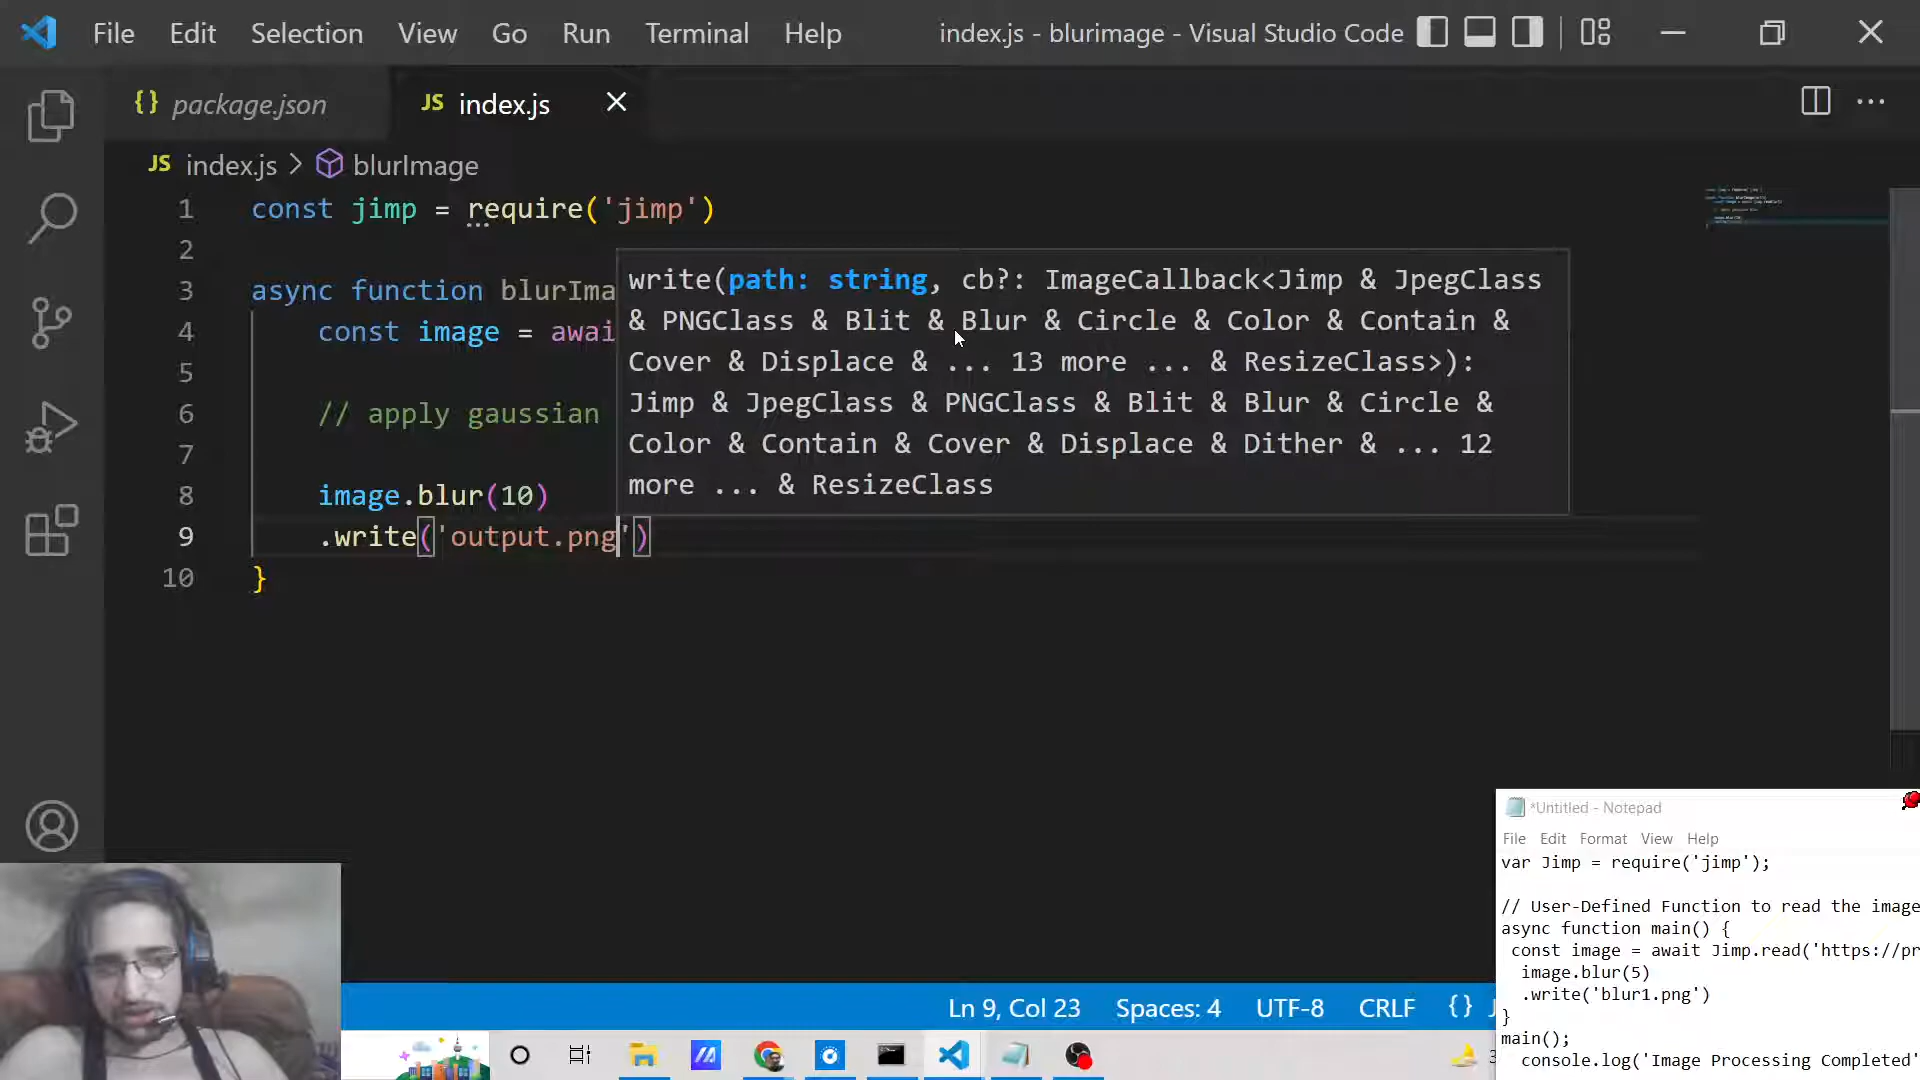 File Edit Selection View Go Run Terminal Help index.js - blurimage - Visual Studio Code
{} package.json JS index.js
JS index.js > blurImage
1 const jimp = require('jimp')
2
3 async function blurIma
4 const image = awai
5
6 // apply gaussian
7
8 image.blur(10)
9 .write('output.png')
10 }
write(path: string, cb?: ImageCallback<Jimp & JpegClass
& PNGClass & Blit & Blur & Circle & Color & Contain &
Cover & Displace & ... 13 more ... & ResizeClass>):
Jimp & JpegClass & PNGClass & Blit & Blur & Circle &
Color & Contain & Cover & Displace & Dither & ... 12
more ... & ResizeClass
*Untitled - Notepad
File Edit Format View Help
var Jimp = require('jimp');
// User-Defined Function to read the image
async function main() {
const image = await Jimp.read('https://pr
image.blur(5)
.write('blur1.png')
}
main();
console.log('Image Processing Completed'
Ln 9, Col 23 Spaces: 4 UTF-8 CRLF {}